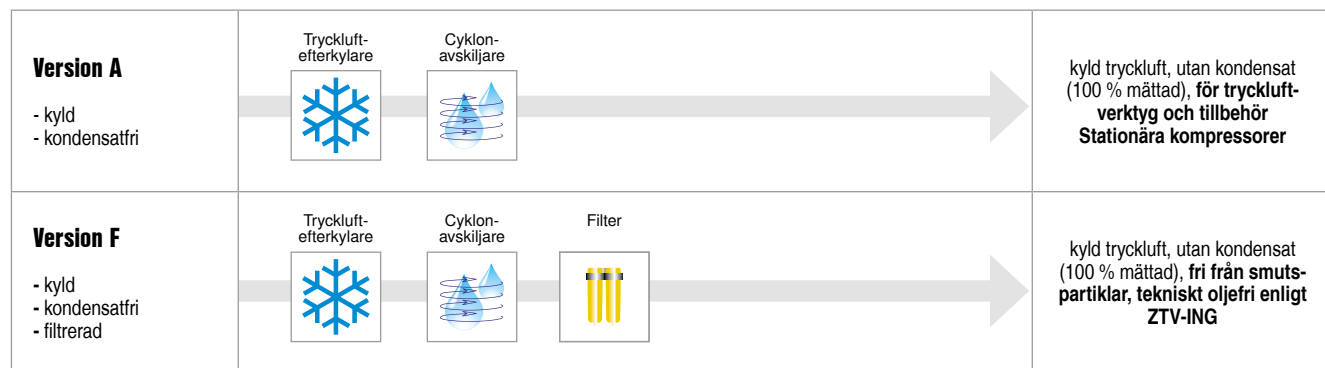 Version A
- kyld
- kondensatfri
Tryckluft-
efterkylare
Cyklon-
avskiljare
kyld tryckluft, utan kondensat
(100 % mättad), för tryckluft-
verktyg och tillbehör
Stationära kompressorer
Version F
- kyld
- kondensatfri
- filtrerad
Tryckluft-
efterkylare
Cyklon-
avskiljare
Filter
kyld tryckluft, utan kondensat
(100 % mättad), fri från smuts-
partiklar, tekniskt oljefri enligt
ZTV-ING